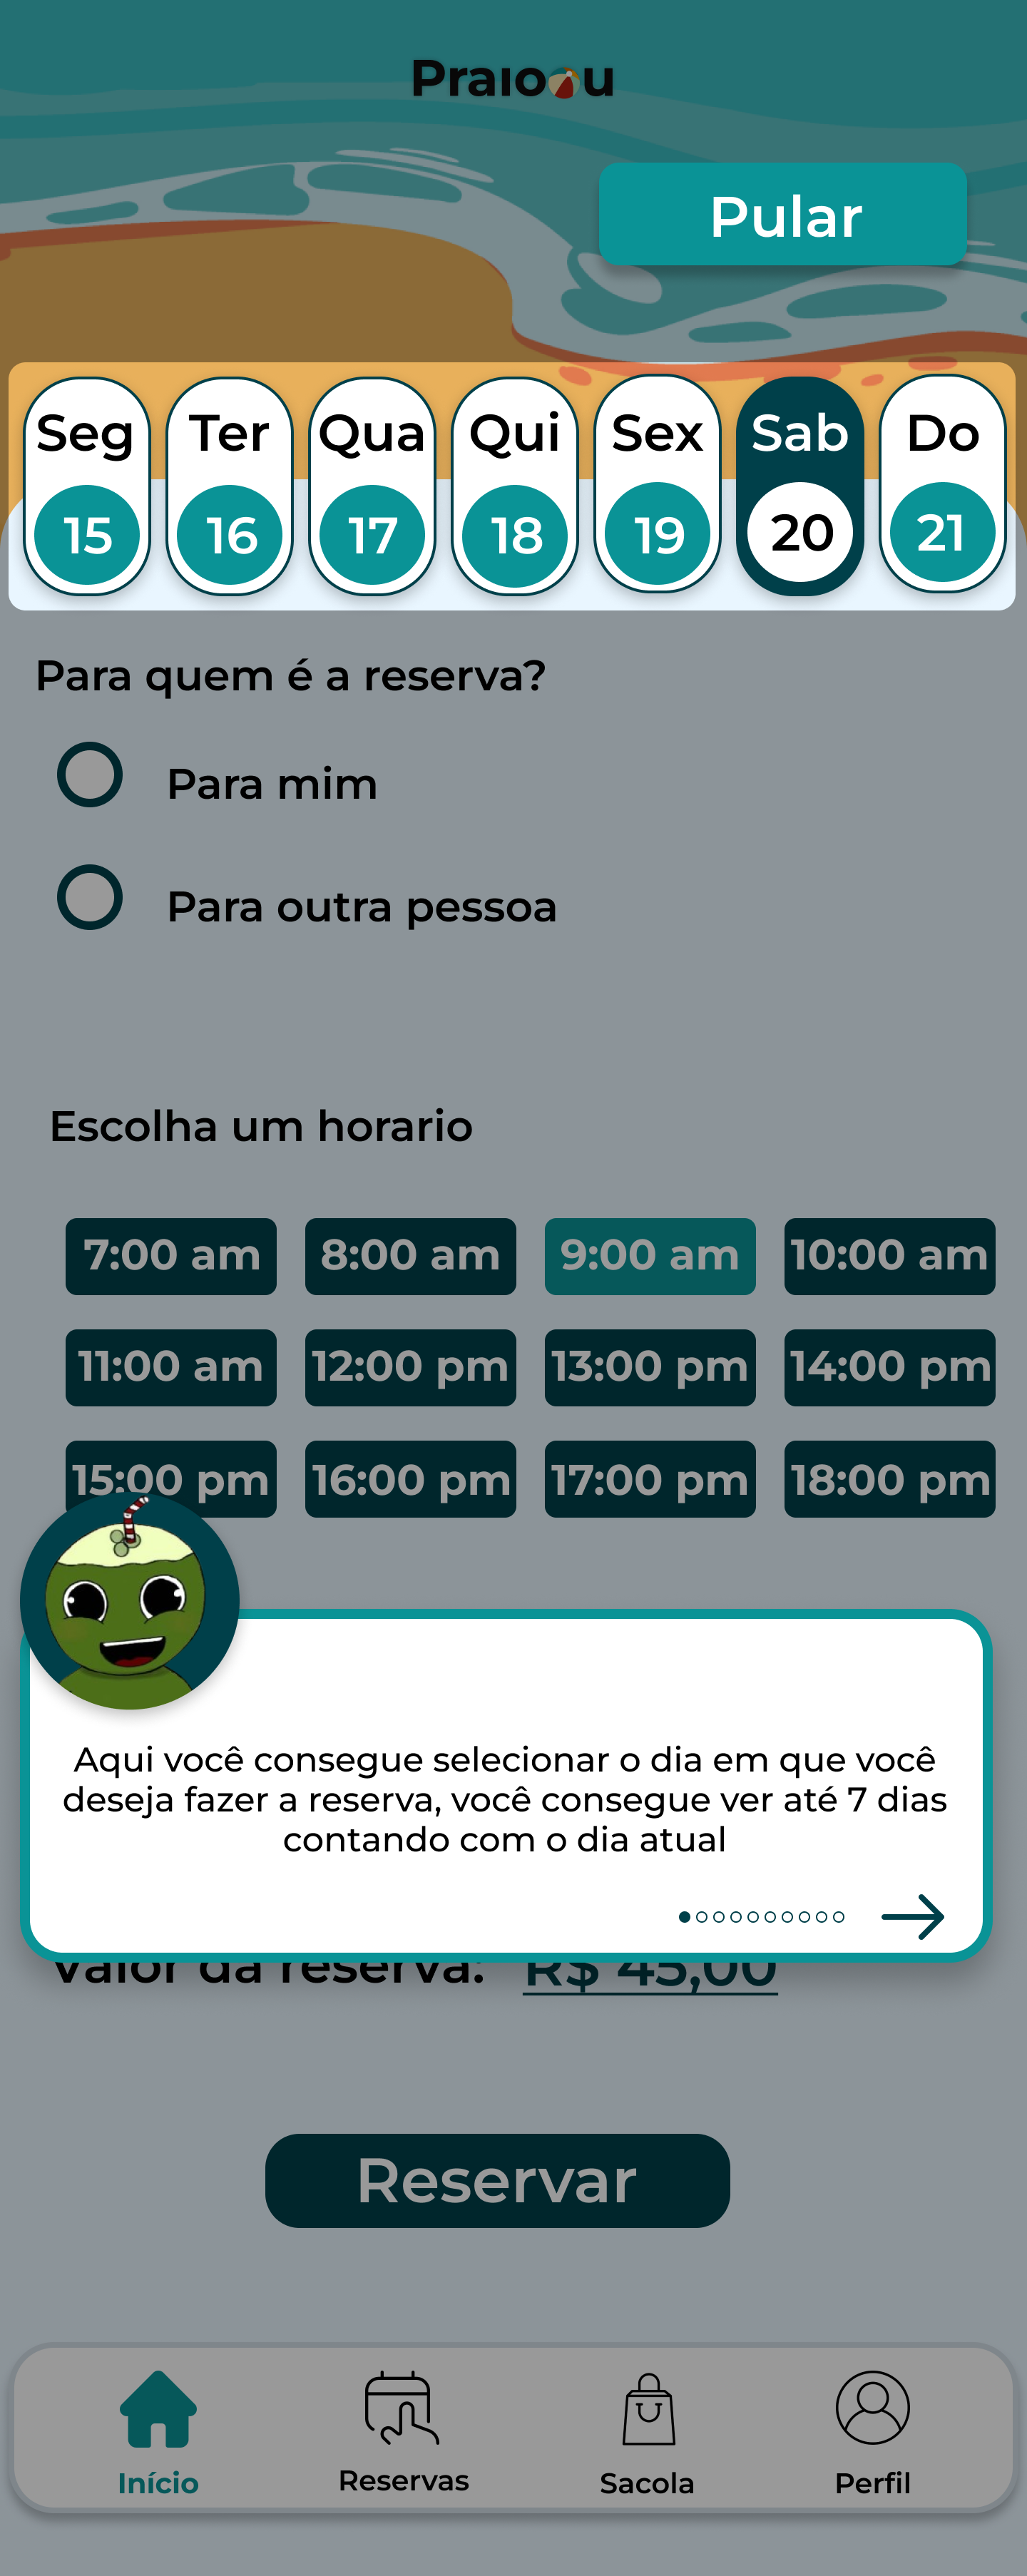 Praiou
Pular
Seg Ter Qua Qui Sex Sab Do
15 16 17 18 19 20 21
Para quem é a reserva?
Para mim
Para outra pessoa
Escolha um horario
7:00 am 8:00 am 9:00 am 10:00 am
11:00 am 12:00 pm 13:00 pm 14:00 pm
15:00 pm 16:00 pm 17:00 pm 18:00 pm
Aqui você consegue selecionar o dia em que você
deseja fazer a reserva, você consegue ver até 7 dias
contando com o dia atual
Valor da reserva: R$ 45,00
Reservar
Início Reservas Sacola Perfil